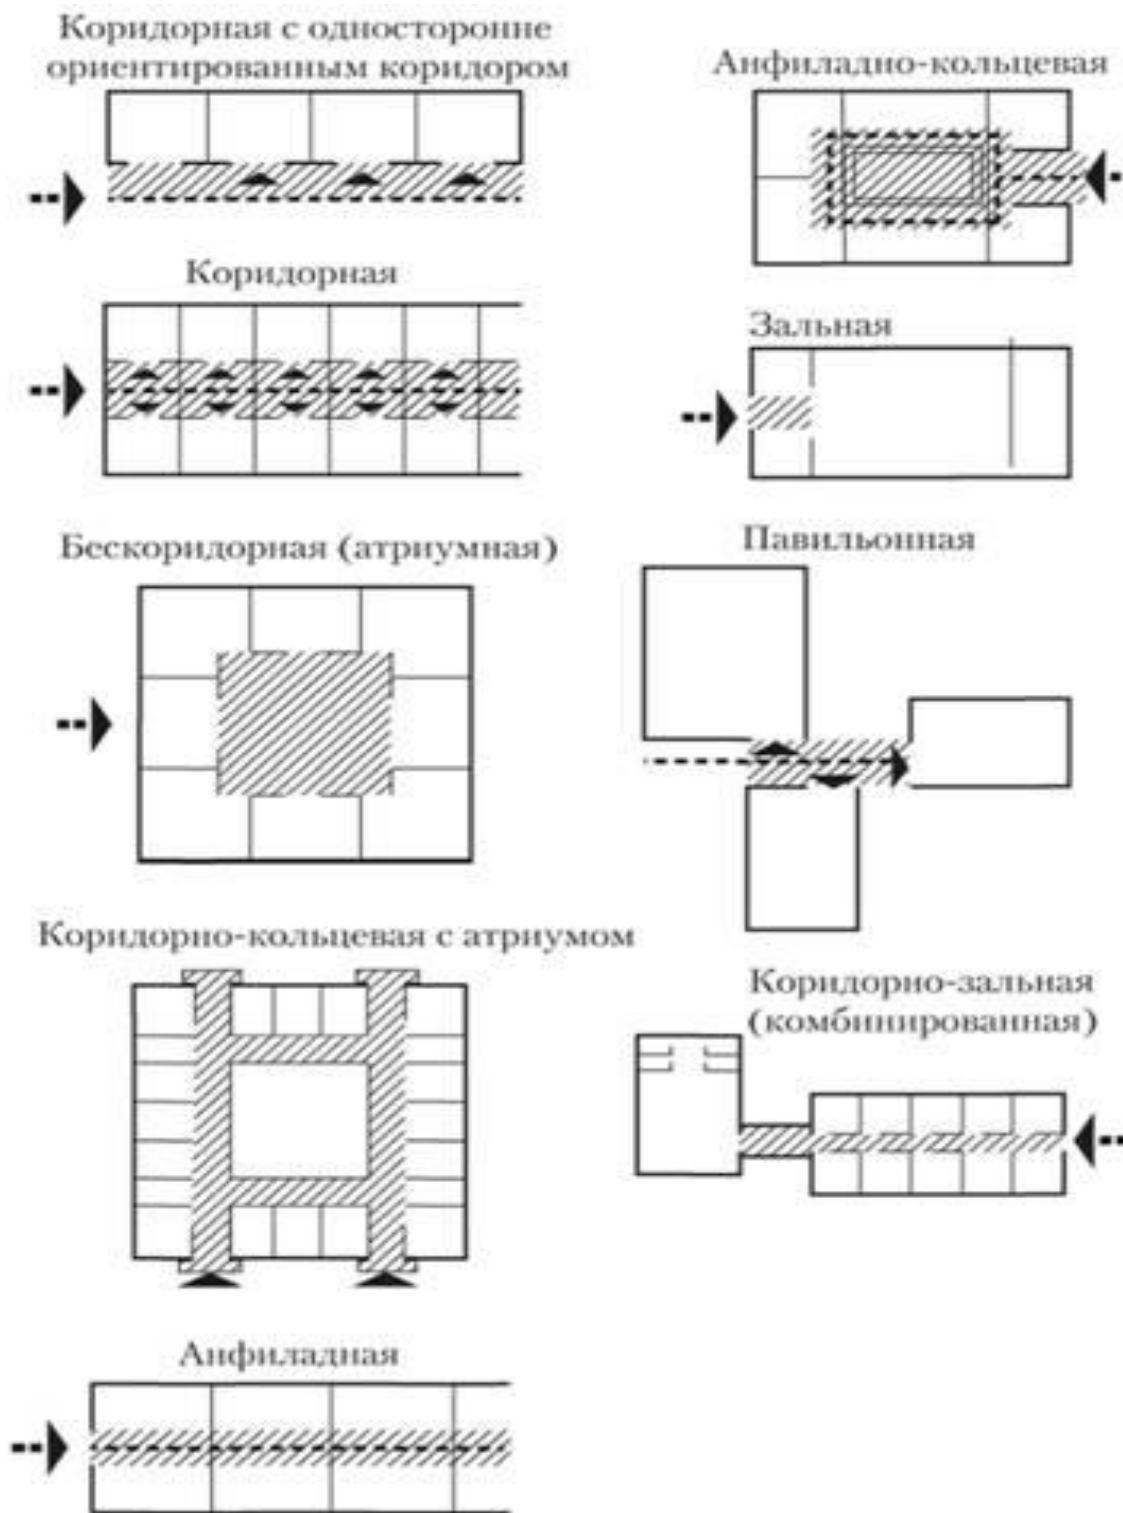 Коридорная с односторонне
ориентированным коридором
Коридорная
Бескоридорная (атриумная)
Коридорно-кольцевая с атриумом
Анфиладная
Анфиладно-кольцевая
Зальная
Павильонная
Коридорно-зальная
(комбинированная)